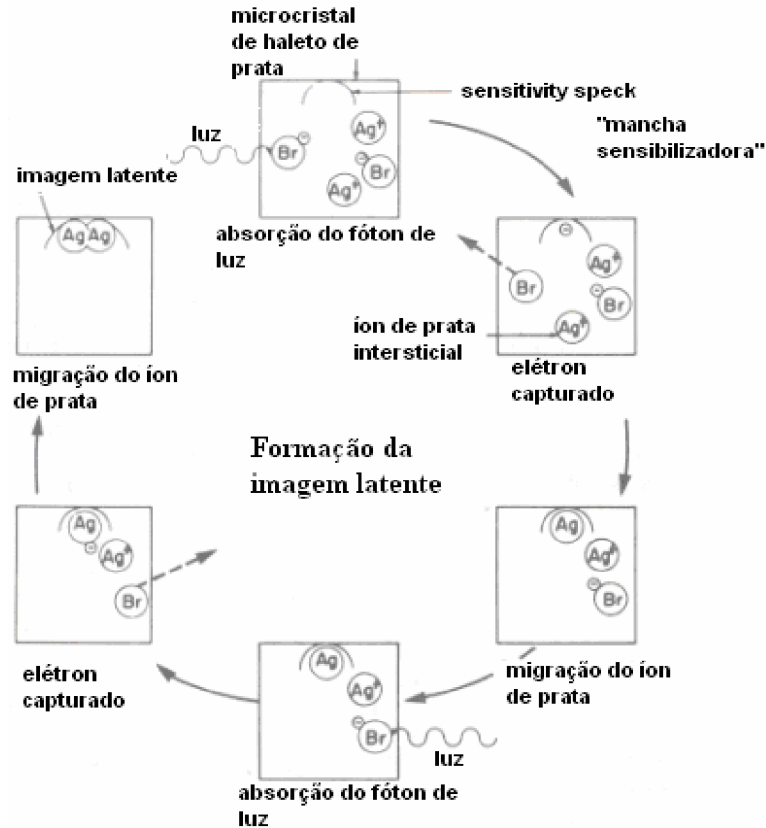 microcristal
de haleto de
prata
sensitivity speck
"mancha
sensibilizadora"
luz
Br
Ag+
Br
Ag+
absorção do fóton de
luz
imagem latente
Ag Ag
migração do íon
de prata
Ag+
Br
Br
Ag+
íon de prata
intersticial
elétron
capturado
Formação da
imagem latente
Ag
Ag+
Br
elétron
capturado
Ag
Ag+
Br
migração do íon
de prata
Ag
Ag+
Br
luz
absorção do fóton de
luz